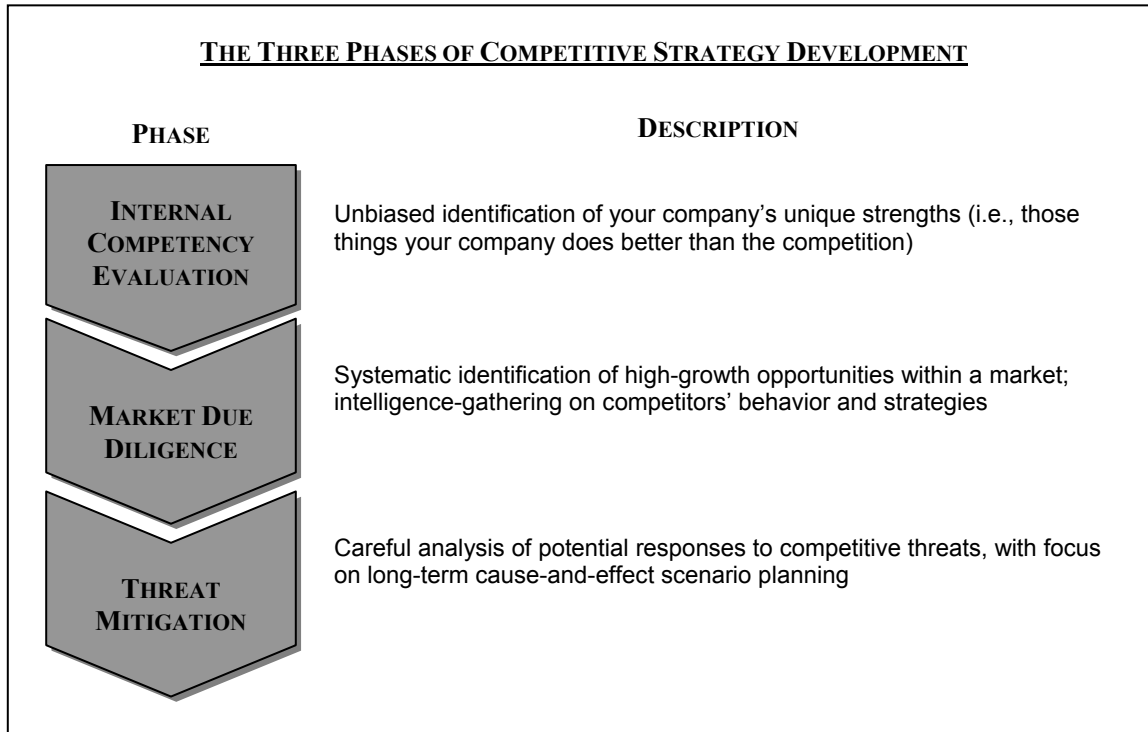 THE THREE PHASES OF COMPETITIVE STRATEGY DEVELOPMENT
PHASE
DESCRIPTION
INTERNAL
COMPETENCY
EVALUATION
Unbiased identification of your company’s unique strengths (i.e., those
things your company does better than the competition)
MARKET DUE
DILIGENCE
Systematic identification of high-growth opportunities within a market;
intelligence-gathering on competitors’ behavior and strategies
THREAT
MITIGATION
Careful analysis of potential responses to competitive threats, with focus
on long-term cause-and-effect scenario planning